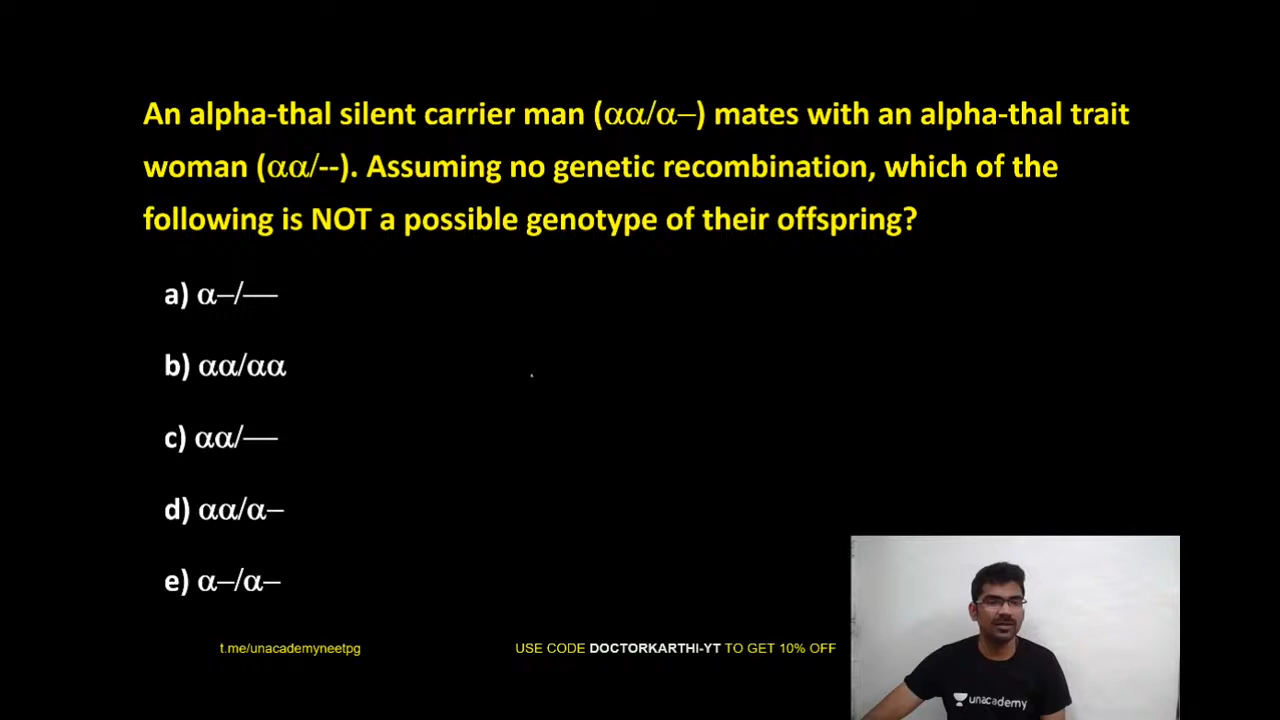 An alpha-thal silent carrier man (αα/α–) mates with an alpha-thal trait
woman (αα/--). Assuming no genetic recombination, which of the
following is NOT a possible genotype of their offspring?
a) α–/––
b) αα/αα
c) αα/––
d) αα/α–
e) α–/α–
t.me/unacademyneetpg
USE CODE DOCTORKARTHI-YT TO GET 10% OFF
unacademy